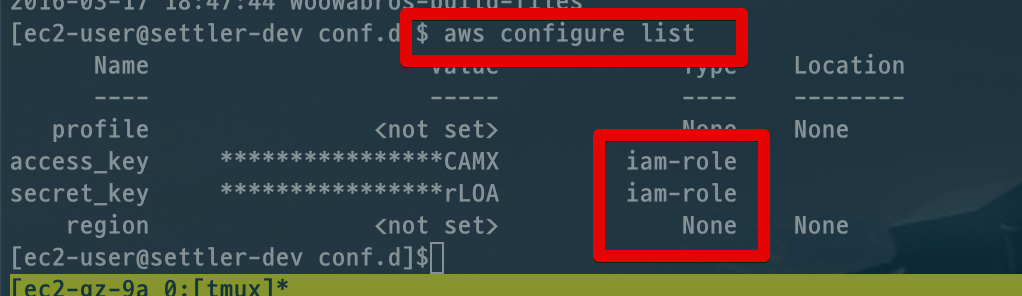 2016-03-17 18:47:44 woowabros-build-files
[ec2-user@settler-dev conf.d $ aws configure list
Name Value Type Location
---- ----- ---- --------
profile <not set> None None
access_key ****************CAMX iam-role
secret_key ****************rLOA iam-role
region <not set> None None
[ec2-user@settler-dev conf.d]$
[ec2-gz-9a 0:[tmux]*